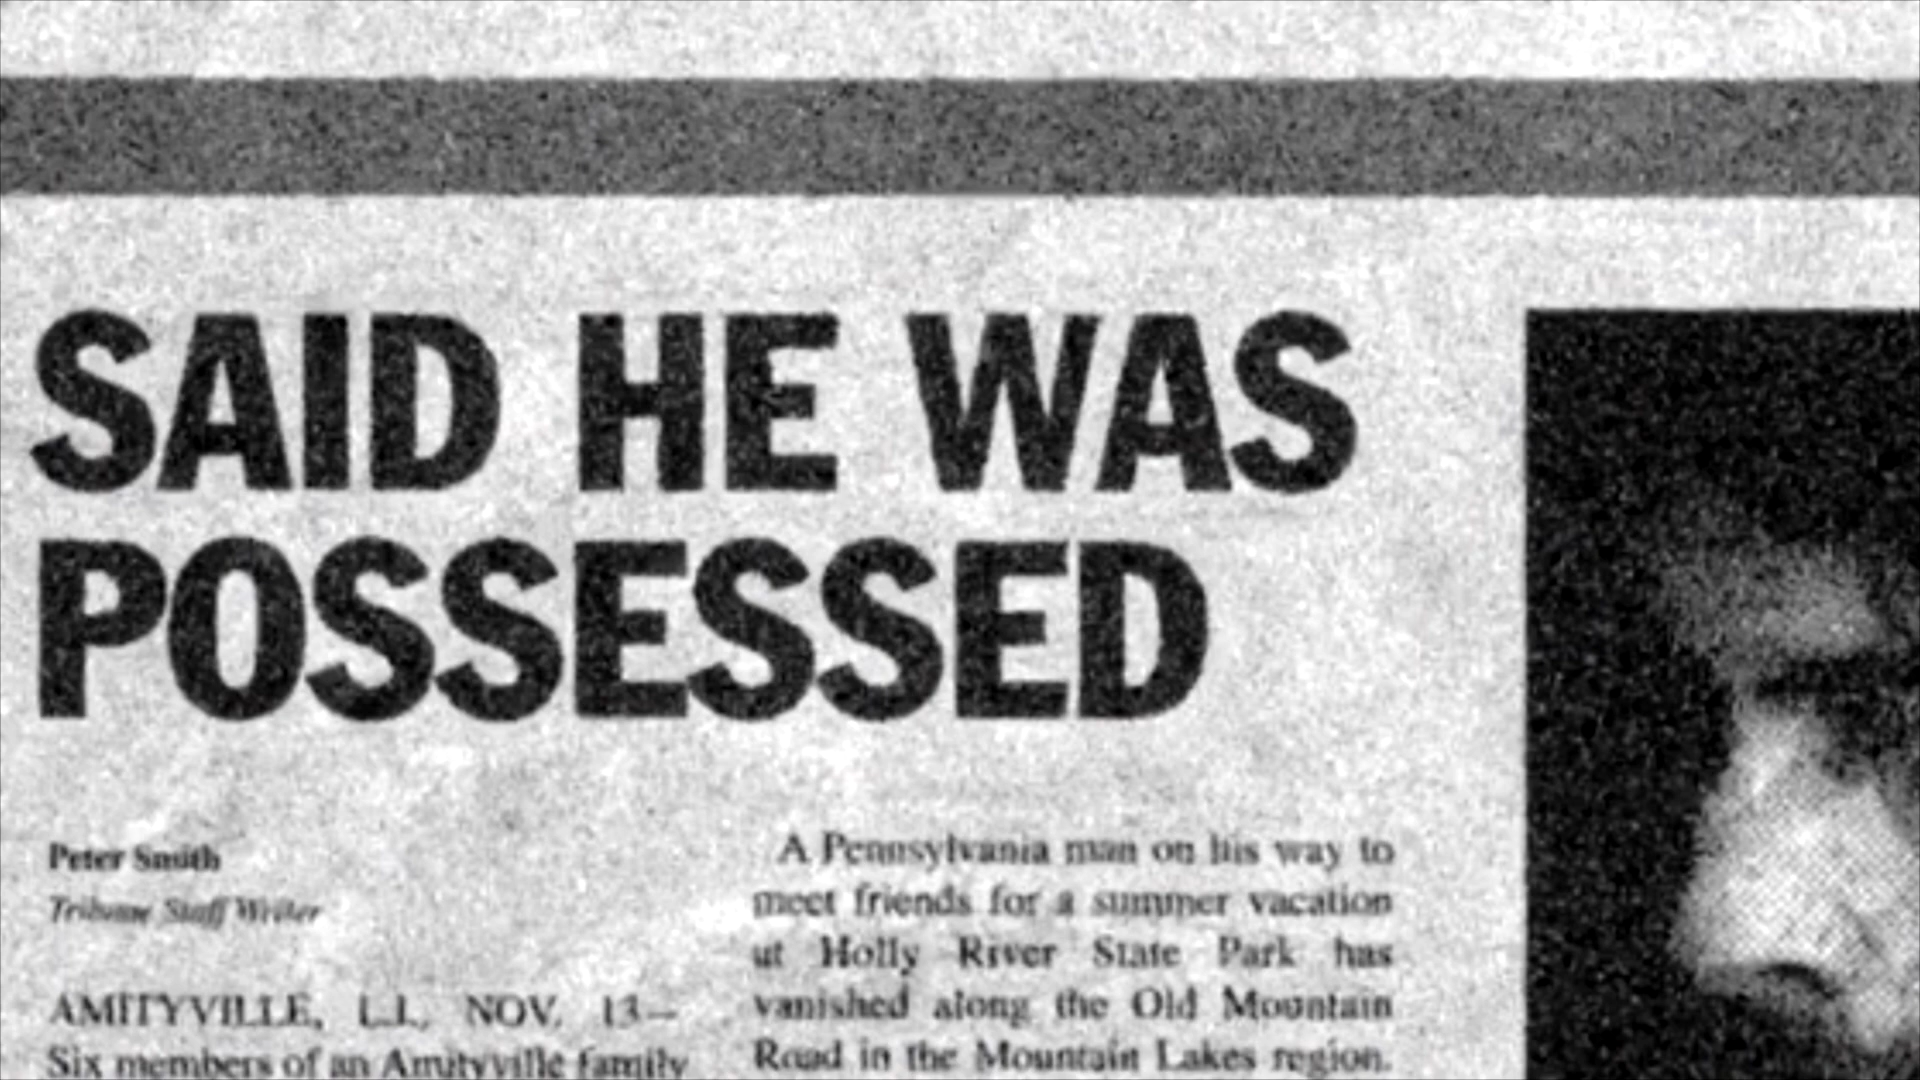 SAID HE WAS
POSSESSED
Peter Smith
Tribune Staff Writer
AMITYVILLE, L.I., NOV. 13—
Six members of an Amityville family
A Pennsylvania man on his way to
meet friends for a summer vacation
at Holly River State Park has
vanished along the Old Mountain
Road in the Mountain Lakes region.